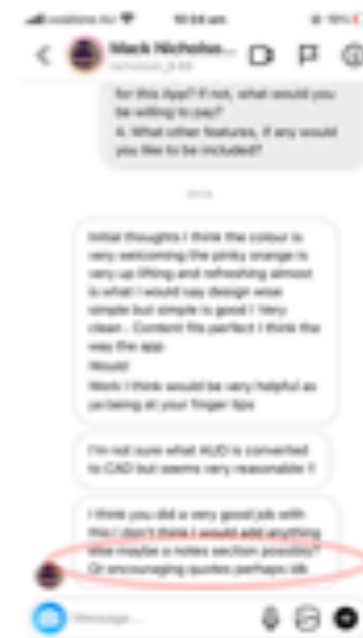 Mack Nicholso...
for this App? If not, what would you
be willing to pay?
4. What other features, if any would
you like to be included?
Initial thoughts I think the colour is
very welcoming the pinky orange is
very up lifting and refreshing almost
is what I would say design wise
simple but simple is good ! Very
clean . Content fits perfect I think the
way the app
Would
Work I think would be very helpful as
ya being at your finger tips
I'm not sure what AUD is converted
to CAD but seems very reasonable !!
I think you did a very good job with
this I don't think I would add anything
else maybe a notes section possibly?
Or encouraging quotes perhaps idk
Message...